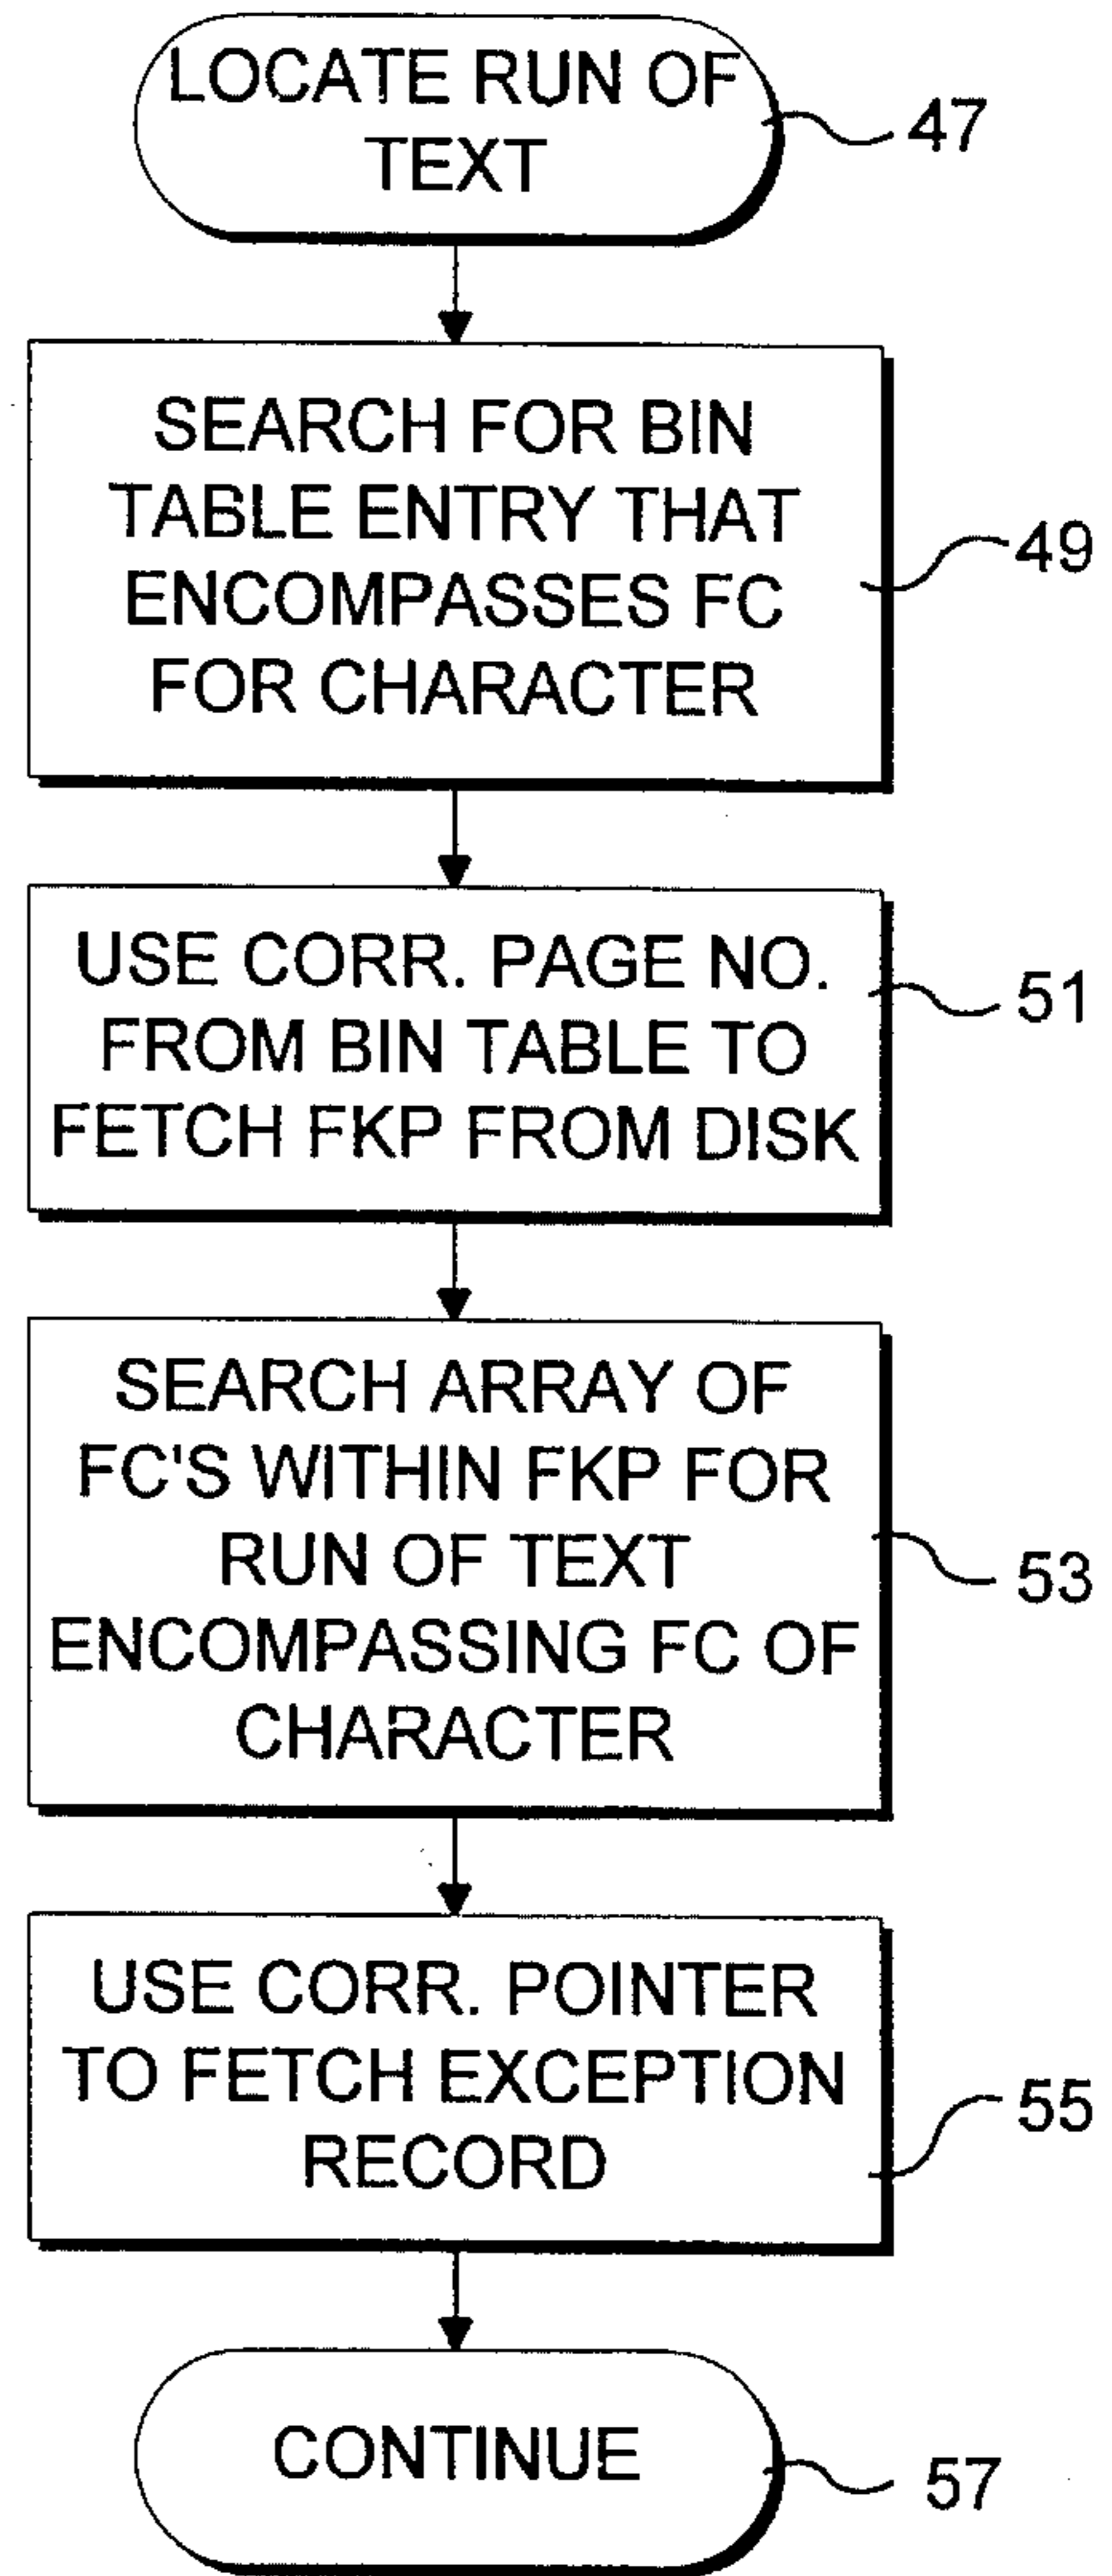 LOCATE RUN OF
TEXT
47
SEARCH FOR BIN
TABLE ENTRY THAT
ENCOMPASSES FC
FOR CHARACTER
49
USE CORR. PAGE NO.
FROM BIN TABLE TO
FETCH FKP FROM DISK
51
SEARCH ARRAY OF
FC'S WITHIN FKP FOR
RUN OF TEXT
ENCOMPASSING FC OF
CHARACTER
53
USE CORR. POINTER
TO FETCH EXCEPTION
RECORD
55
CONTINUE
57